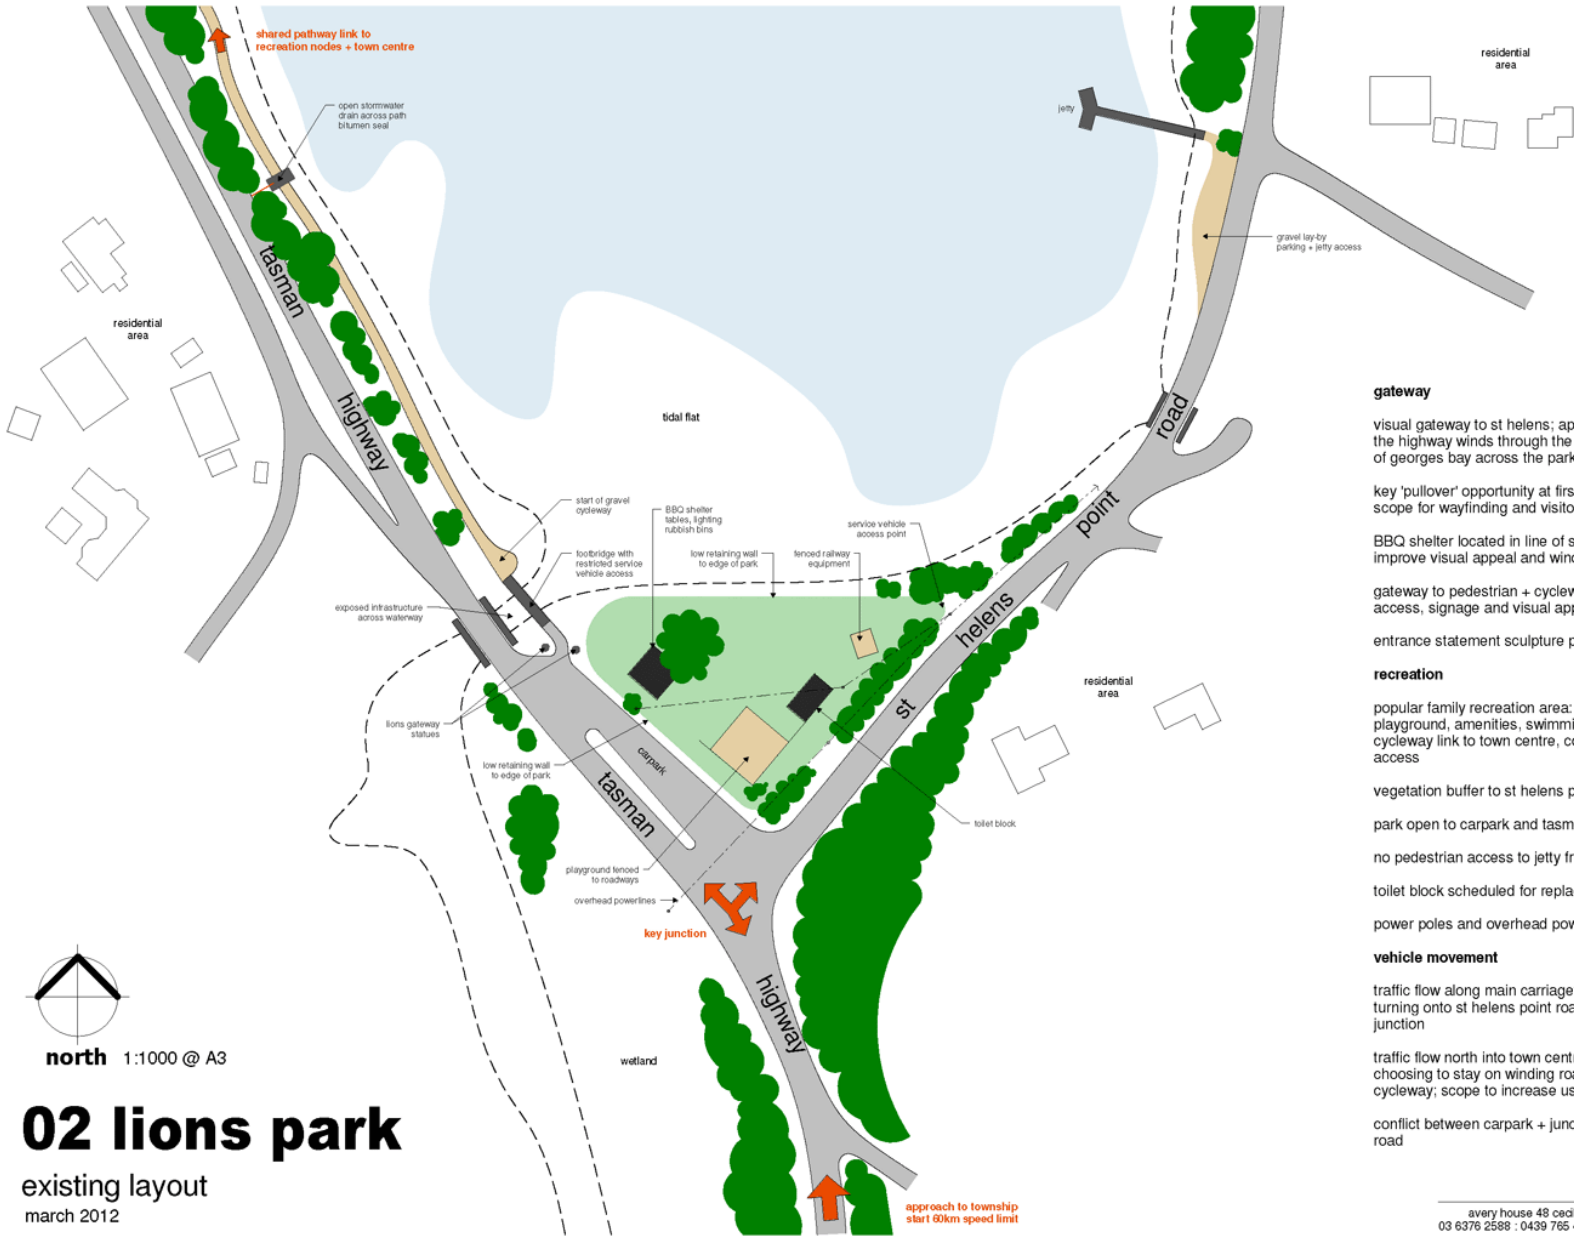 shared pathway link to
recreation nodes + town centre
open stormwater
drain across path
bitumen seal
jetty
residential
area
gravel lay-by
parking + jetty access
residential
area
tasman
highway
tidal flat
road
point
helens
st
start of gravel
cycleway
BBQ shelter
tables, lighting
rubbish bins
service vehicle
access point
footbridge with
restricted service
vehicle access
low retaining wall
to edge of park
fenced railway
equipment
exposed infrastructure
across waterway
lions gateway
statues
low retaining wall
to edge of park
carpark
tasman
residential
area
toilet block
playground fenced
to roadways
overhead powerlines
key junction
highway
wetland
approach to township
start 60km speed limit
north 1:1000 @ A3
02 lions park
existing layout
march 2012
gateway
visual gateway to st helens; ap
the highway winds through the
of georges bay across the park
key 'pullover' opportunity at firs
scope for wayfinding and visito
BBQ shelter located in line of s
improve visual appeal and wind
gateway to pedestrian + cyclew
access, signage and visual app
entrance statement sculpture p
recreation
popular family recreation area:
playground, amenities, swimmi
cycleway link to town centre, co
access
vegetation buffer to st helens p
park open to carpark and tasm
no pedestrian access to jetty fr
toilet block scheduled for repla
power poles and overhead pow
vehicle movement
traffic flow along main carriage
turning onto st helens point roa
junction
traffic flow north into town centr
choosing to stay on winding roa
cycleway; scope to increase us
conflict between carpark + junc
road
avery house 48 ceci
03 6376 2588 : 0439 765